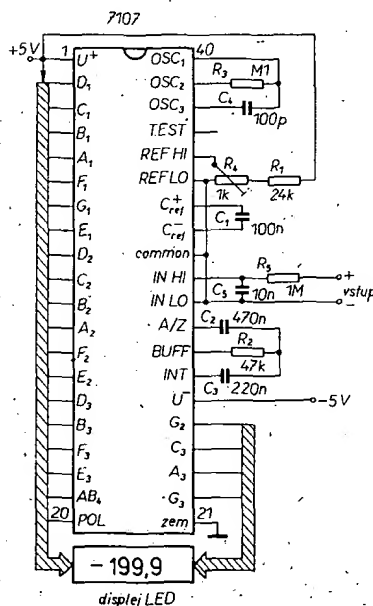 7107
+5V
1
40
U+
D1
C1
B1
A1
F1
G1
E1
D2
C2
B2
A2
F2
E2
D3
B3
F3
E3
AB4
20 POL
OSC1
OSC2
OSC3
TEST
REF HI
REF LO
C+ref
C-ref
common
IN HI
IN LO
A/Z
BUFF
INT
U-
G2
C3
A3
G3
zem
21
R3 M1
C4
100p
R4
1k
R1
24k
C1
100n
R5
1M
C5
10n
+
vstup
-
C2 470n
R2
47k
C3 220n
-5V
-199,9
displej LED